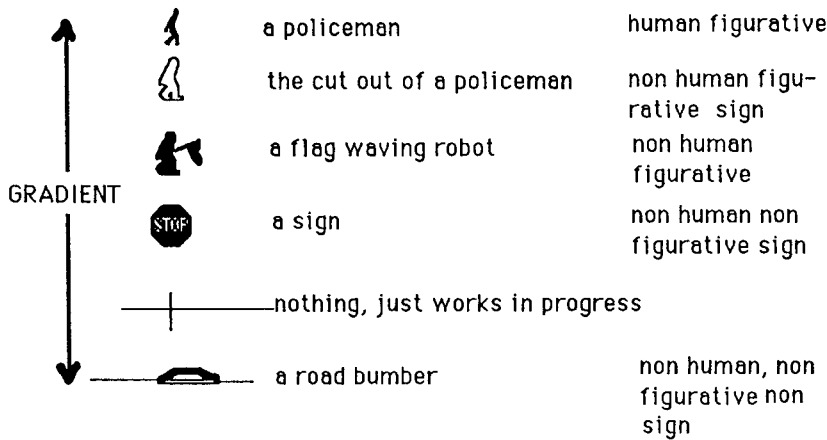 a policeman human figurative
the cut out of a policeman non human figu-
rative sign
a flag waving robot non human
figurative
GRADIENT
STOP a sign non human non
figurative sign
nothing, just works in progress
a road bumber non human, non
figurative non
sign